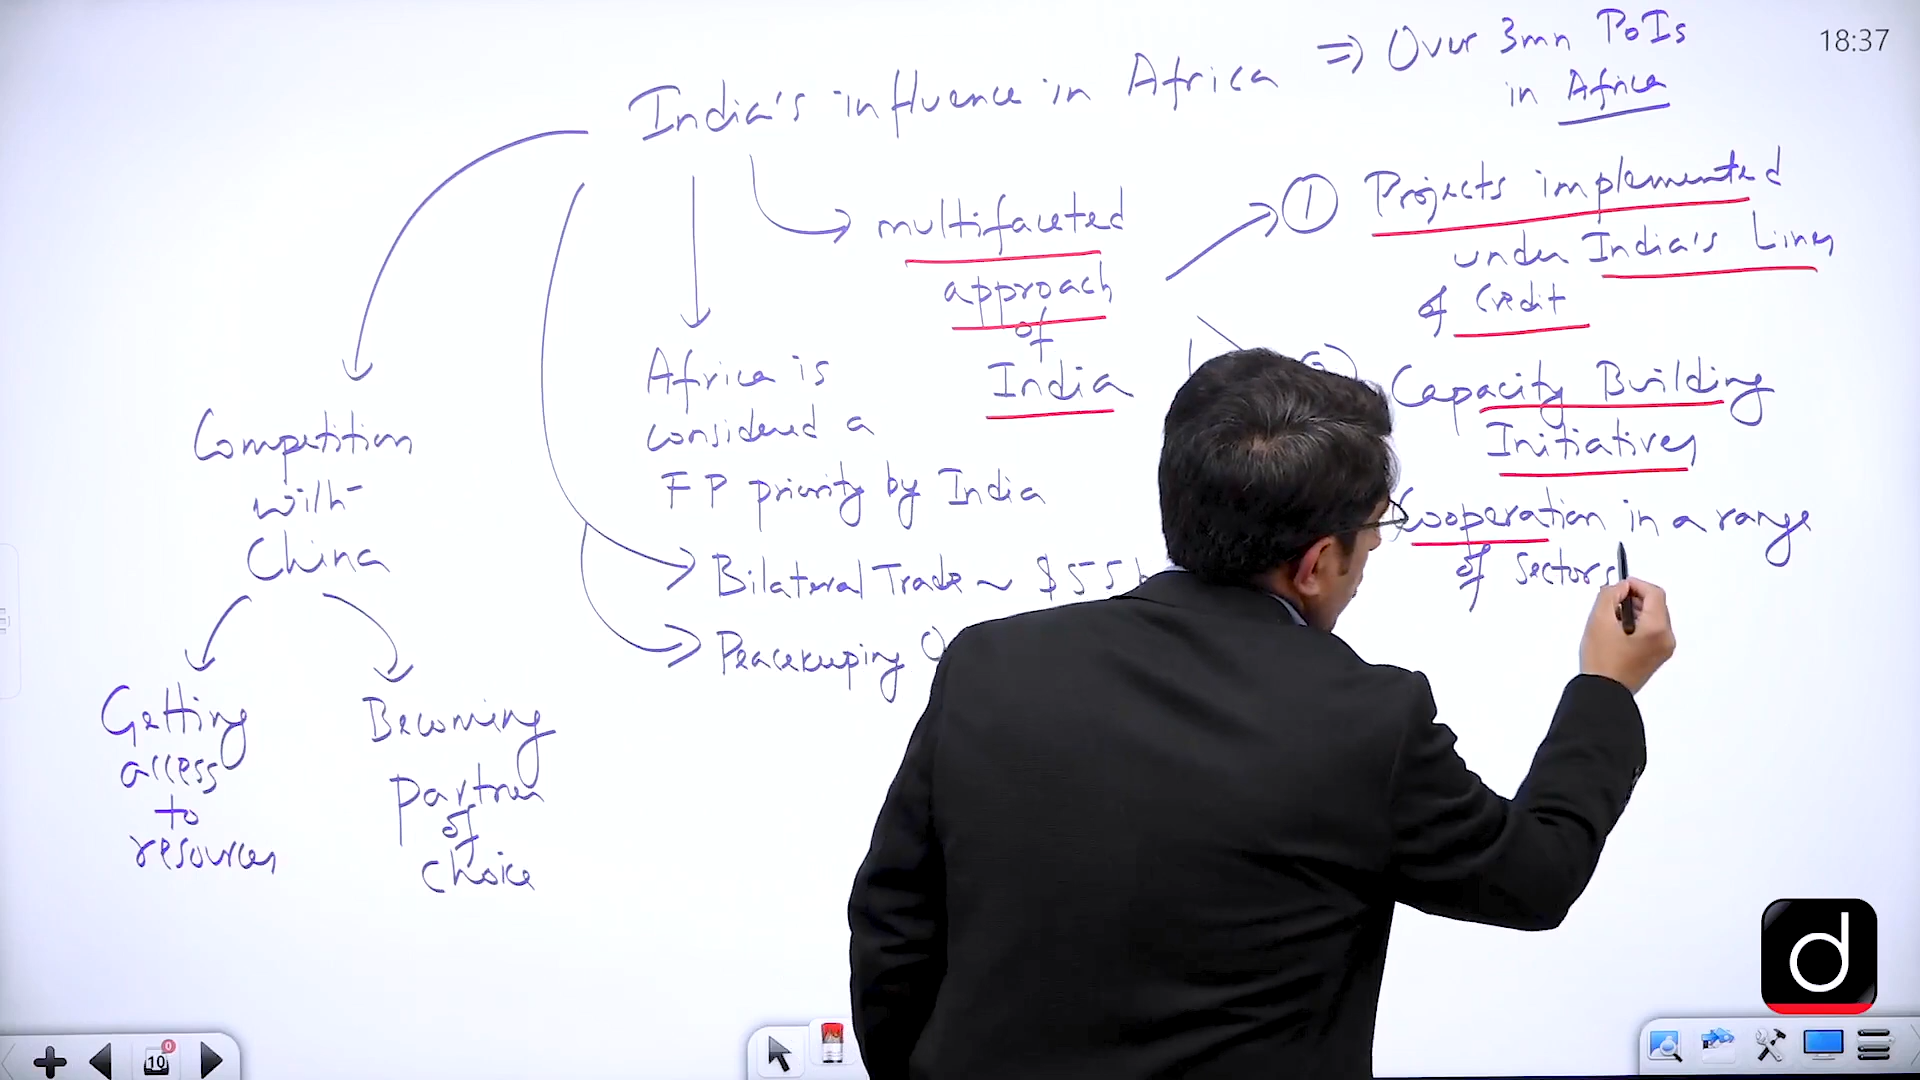 18:37
India's influence in Africa => Over 3mn PoIs
in Africa
multifaceted
approach
of
India
1 Projects implemented
under India's Lines
of Credit
Capacity Building
Initiatives
Cooperation in a range
of sectors
Africa is
considered a
FP priority by India
Bilateral Trade ~ $55
Peacekeeping
Competition
with
China
Getting
access
to
resources
Becoming
partner
of
choice
d
10
0